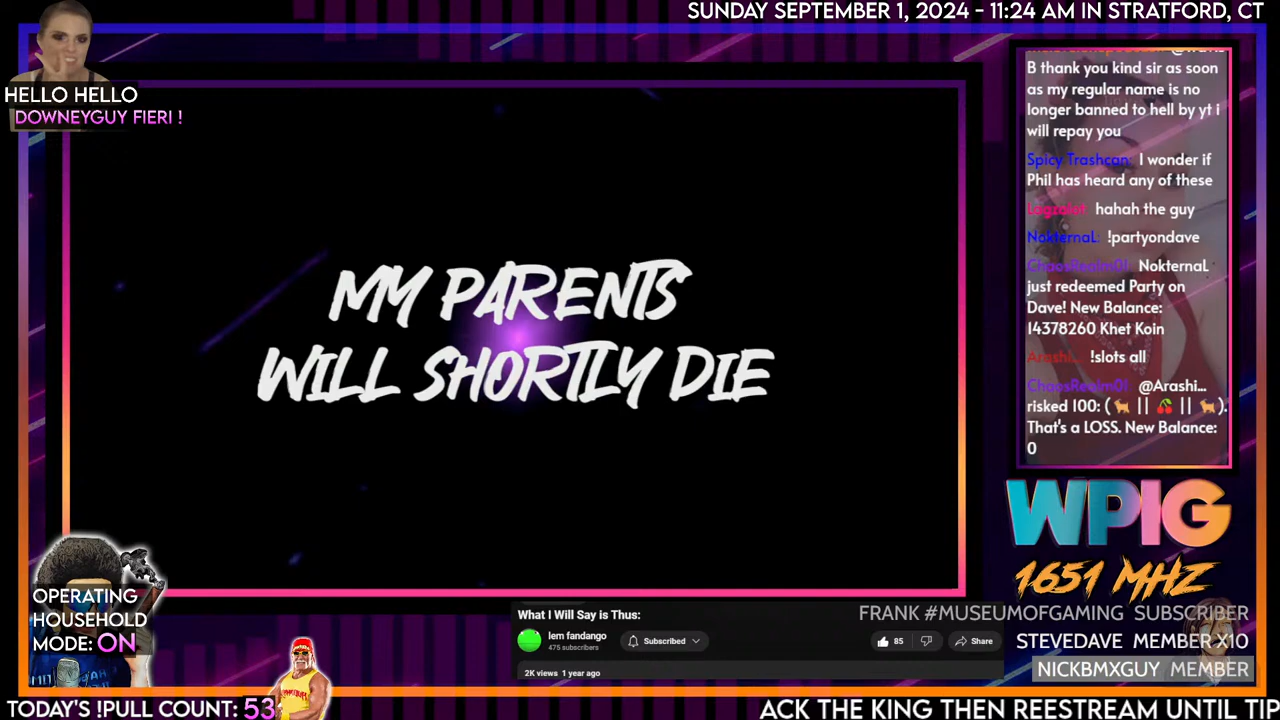 SUNDAY SEPTEMBER 1, 2024 - 11:24 AM IN STRATFORD, CT
HELLO HELLO
DOWNEYGUY FIERI !
MY PARENTS
WILL SHORTLY DIE
B thank you kind sir as soon
as my regular name is no
longer banned to hell by yt i
will repay you
Spicy Trashcan: I wonder if
Phil has heard any of these
Logzalot: hahah the guy
NokternaL: !partyondave
ChaosRealm01: NokternaL
just redeemed Party on
Dave! New Balance:
14378260 Khet Koin
Arashi...: !slots all
ChaosRealm01: @Arashi...
risked 100: (🐕 || 🍒 || 🐕).
That's a LOSS. New Balance:
0
WPIG
1651 MHZ
OPERATING
HOUSEHOLD
MODE: ON
What I Will Say is Thus:
lem fandango
475 subscribers
Subscribed
85
Share
2K views 1 year ago
FRANK #MUSEUMOFGAMING SUBSCRIBER
STEVEDAVE MEMBER X10
NICKBMXGUY MEMBER
TODAY'S !PULL COUNT: 53
ACK THE KING THEN REESTREAM UNTIL TIP